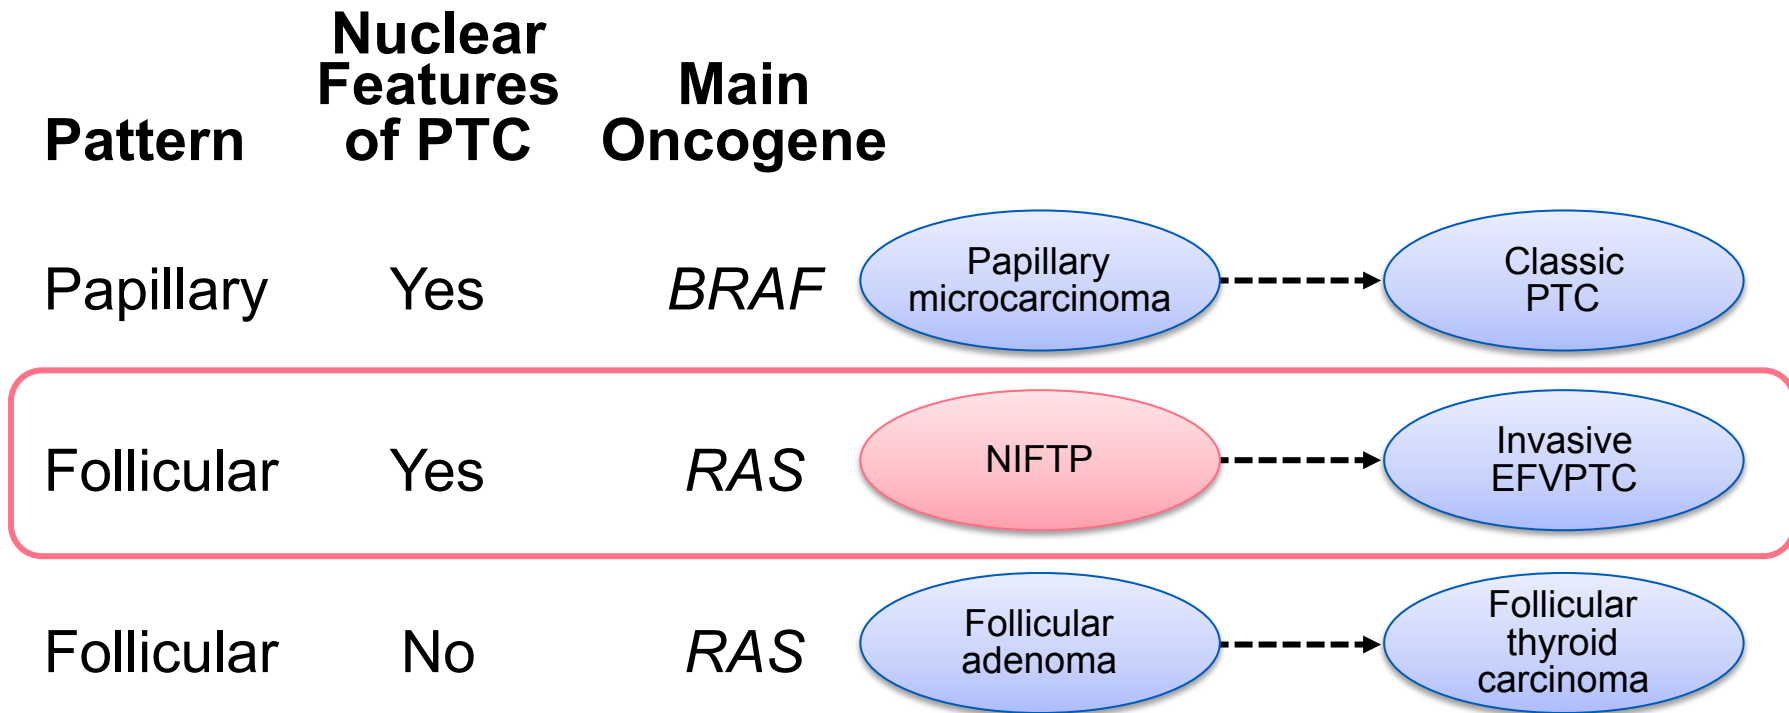 Nuclear
Features
of PTC
Main
Oncogene
Pattern
Papillary Yes BRAF Papillary
microcarcinoma
Classic
PTC
Follicular Yes RAS NIFTP
Invasive
EFVPTC
Follicular No RAS Follicular
adenoma
Follicular
thyroid
carcinoma